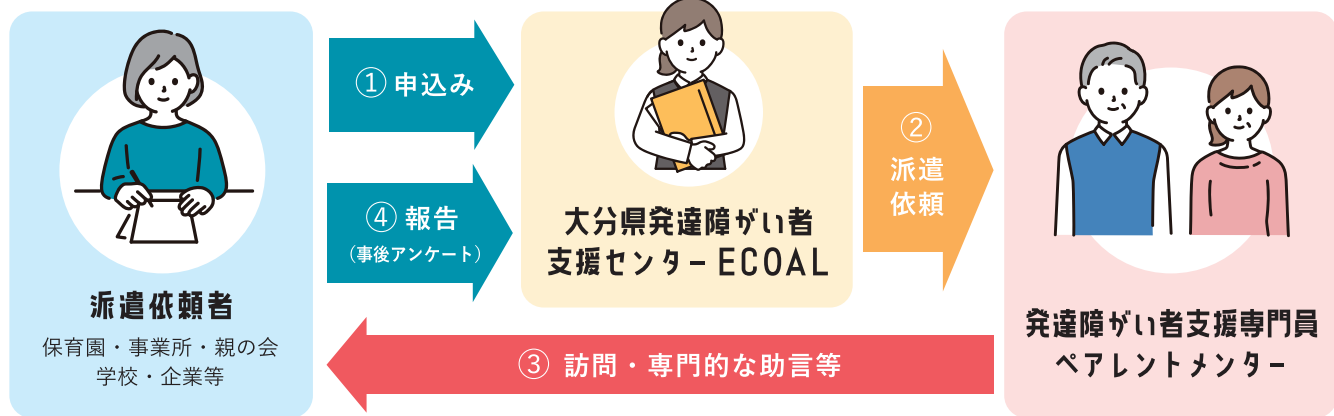 ① 申込み
④ 報告
(事後アンケート)
派遣依頼者
保育園・事業所・親の会
学校・企業等
大分県発達障がい者
支援センターECOAL
②
派遣
依頼
発達障がい者支援専門員
ペアレントメンター
③ 訪問・専門的な助言等